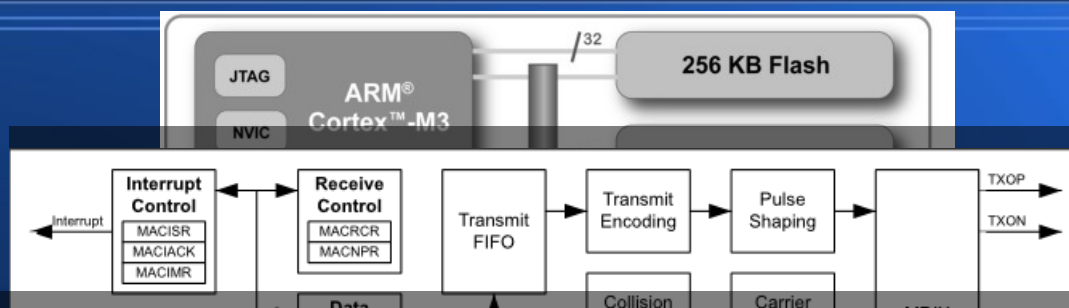 32
256 KB Flash
JTAG
ARM®
Cortex™-M3
NVIC
Interrupt
Control
MACISR
MACIACK
MACIMR
Interrupt
Receive
Control
MACRCR
MACNPR
Transmit
FIFO
Transmit
Encoding
Pulse
Shaping
TXOP
TXON
Data
Collision
Carrier